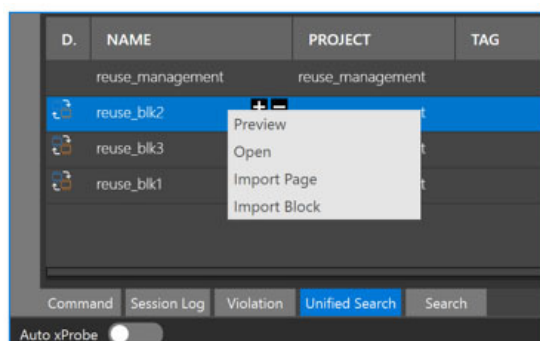 D. NAME PROJECT TAG
reuse_management reuse_management
reuse_blk2 t
reuse_blk3 t
reuse_blk1 t
Preview
Open
Import Page
Import Block
Command Session Log Violation Unified Search Search
Auto xProbe